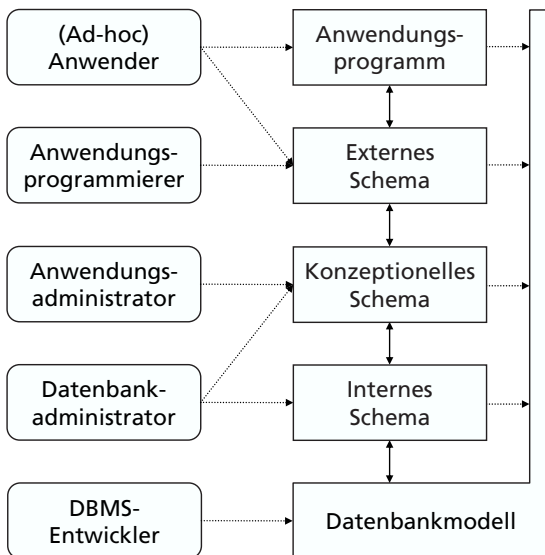 (Ad-hoc)
Anwender
Anwendungs-
programm
Anwendungs-
programmierer
Externes
Schema
Anwendungs-
administrator
Konzeptionelles
Schema
Datenbank-
administrator
Internes
Schema
DBMS-
Entwickler
Datenbankmodell